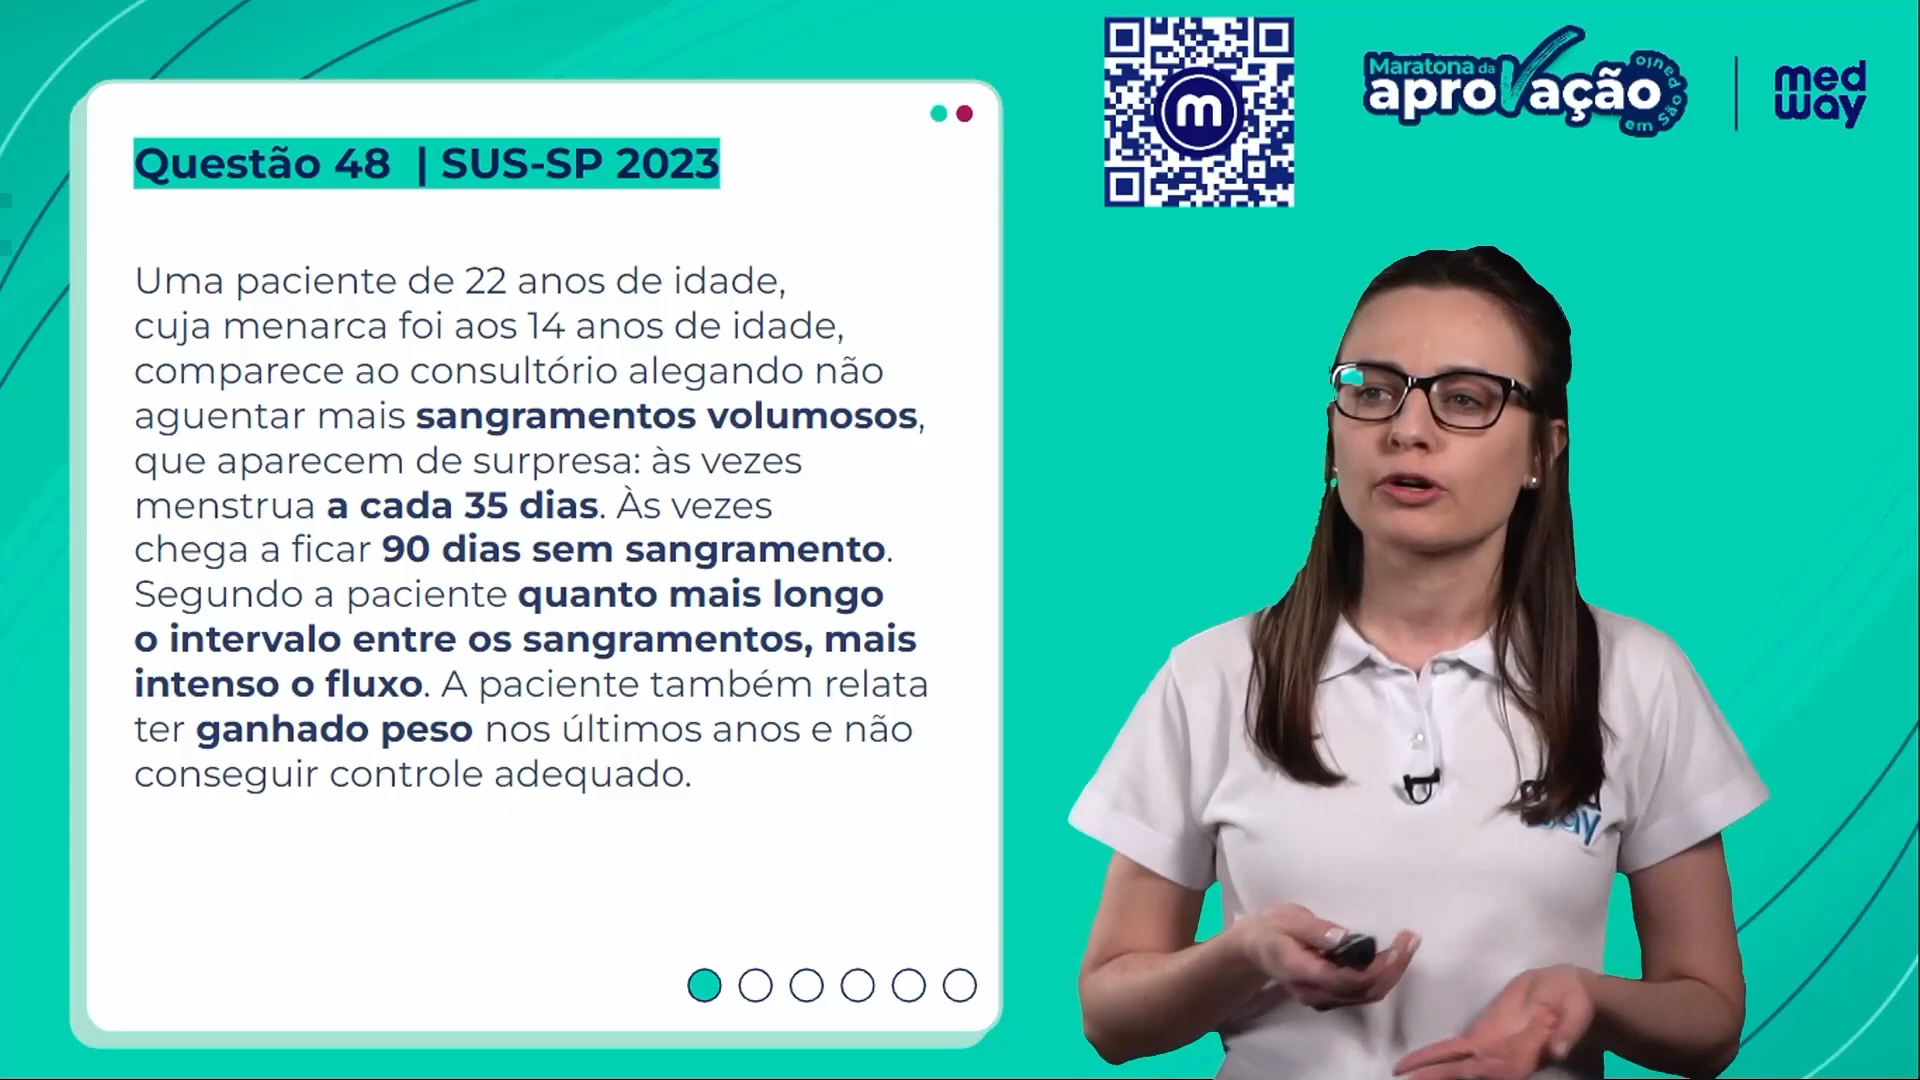 Questão 48 | SUS-SP 2023
Uma paciente de 22 anos de idade,
cuja menarca foi aos 14 anos de idade,
comparece ao consultório alegando não
aguentar mais sangramentos volumosos,
que aparecem de surpresa: às vezes
menstrua a cada 35 dias. Às vezes
chega a ficar 90 dias sem sangramento.
Segundo a paciente quanto mais longo
o intervalo entre os sangramentos, mais
intenso o fluxo. A paciente também relata
ter ganhado peso nos últimos anos e não
conseguir controle adequado.
m
Maratona da
aprovação
em São Paulo
med
way